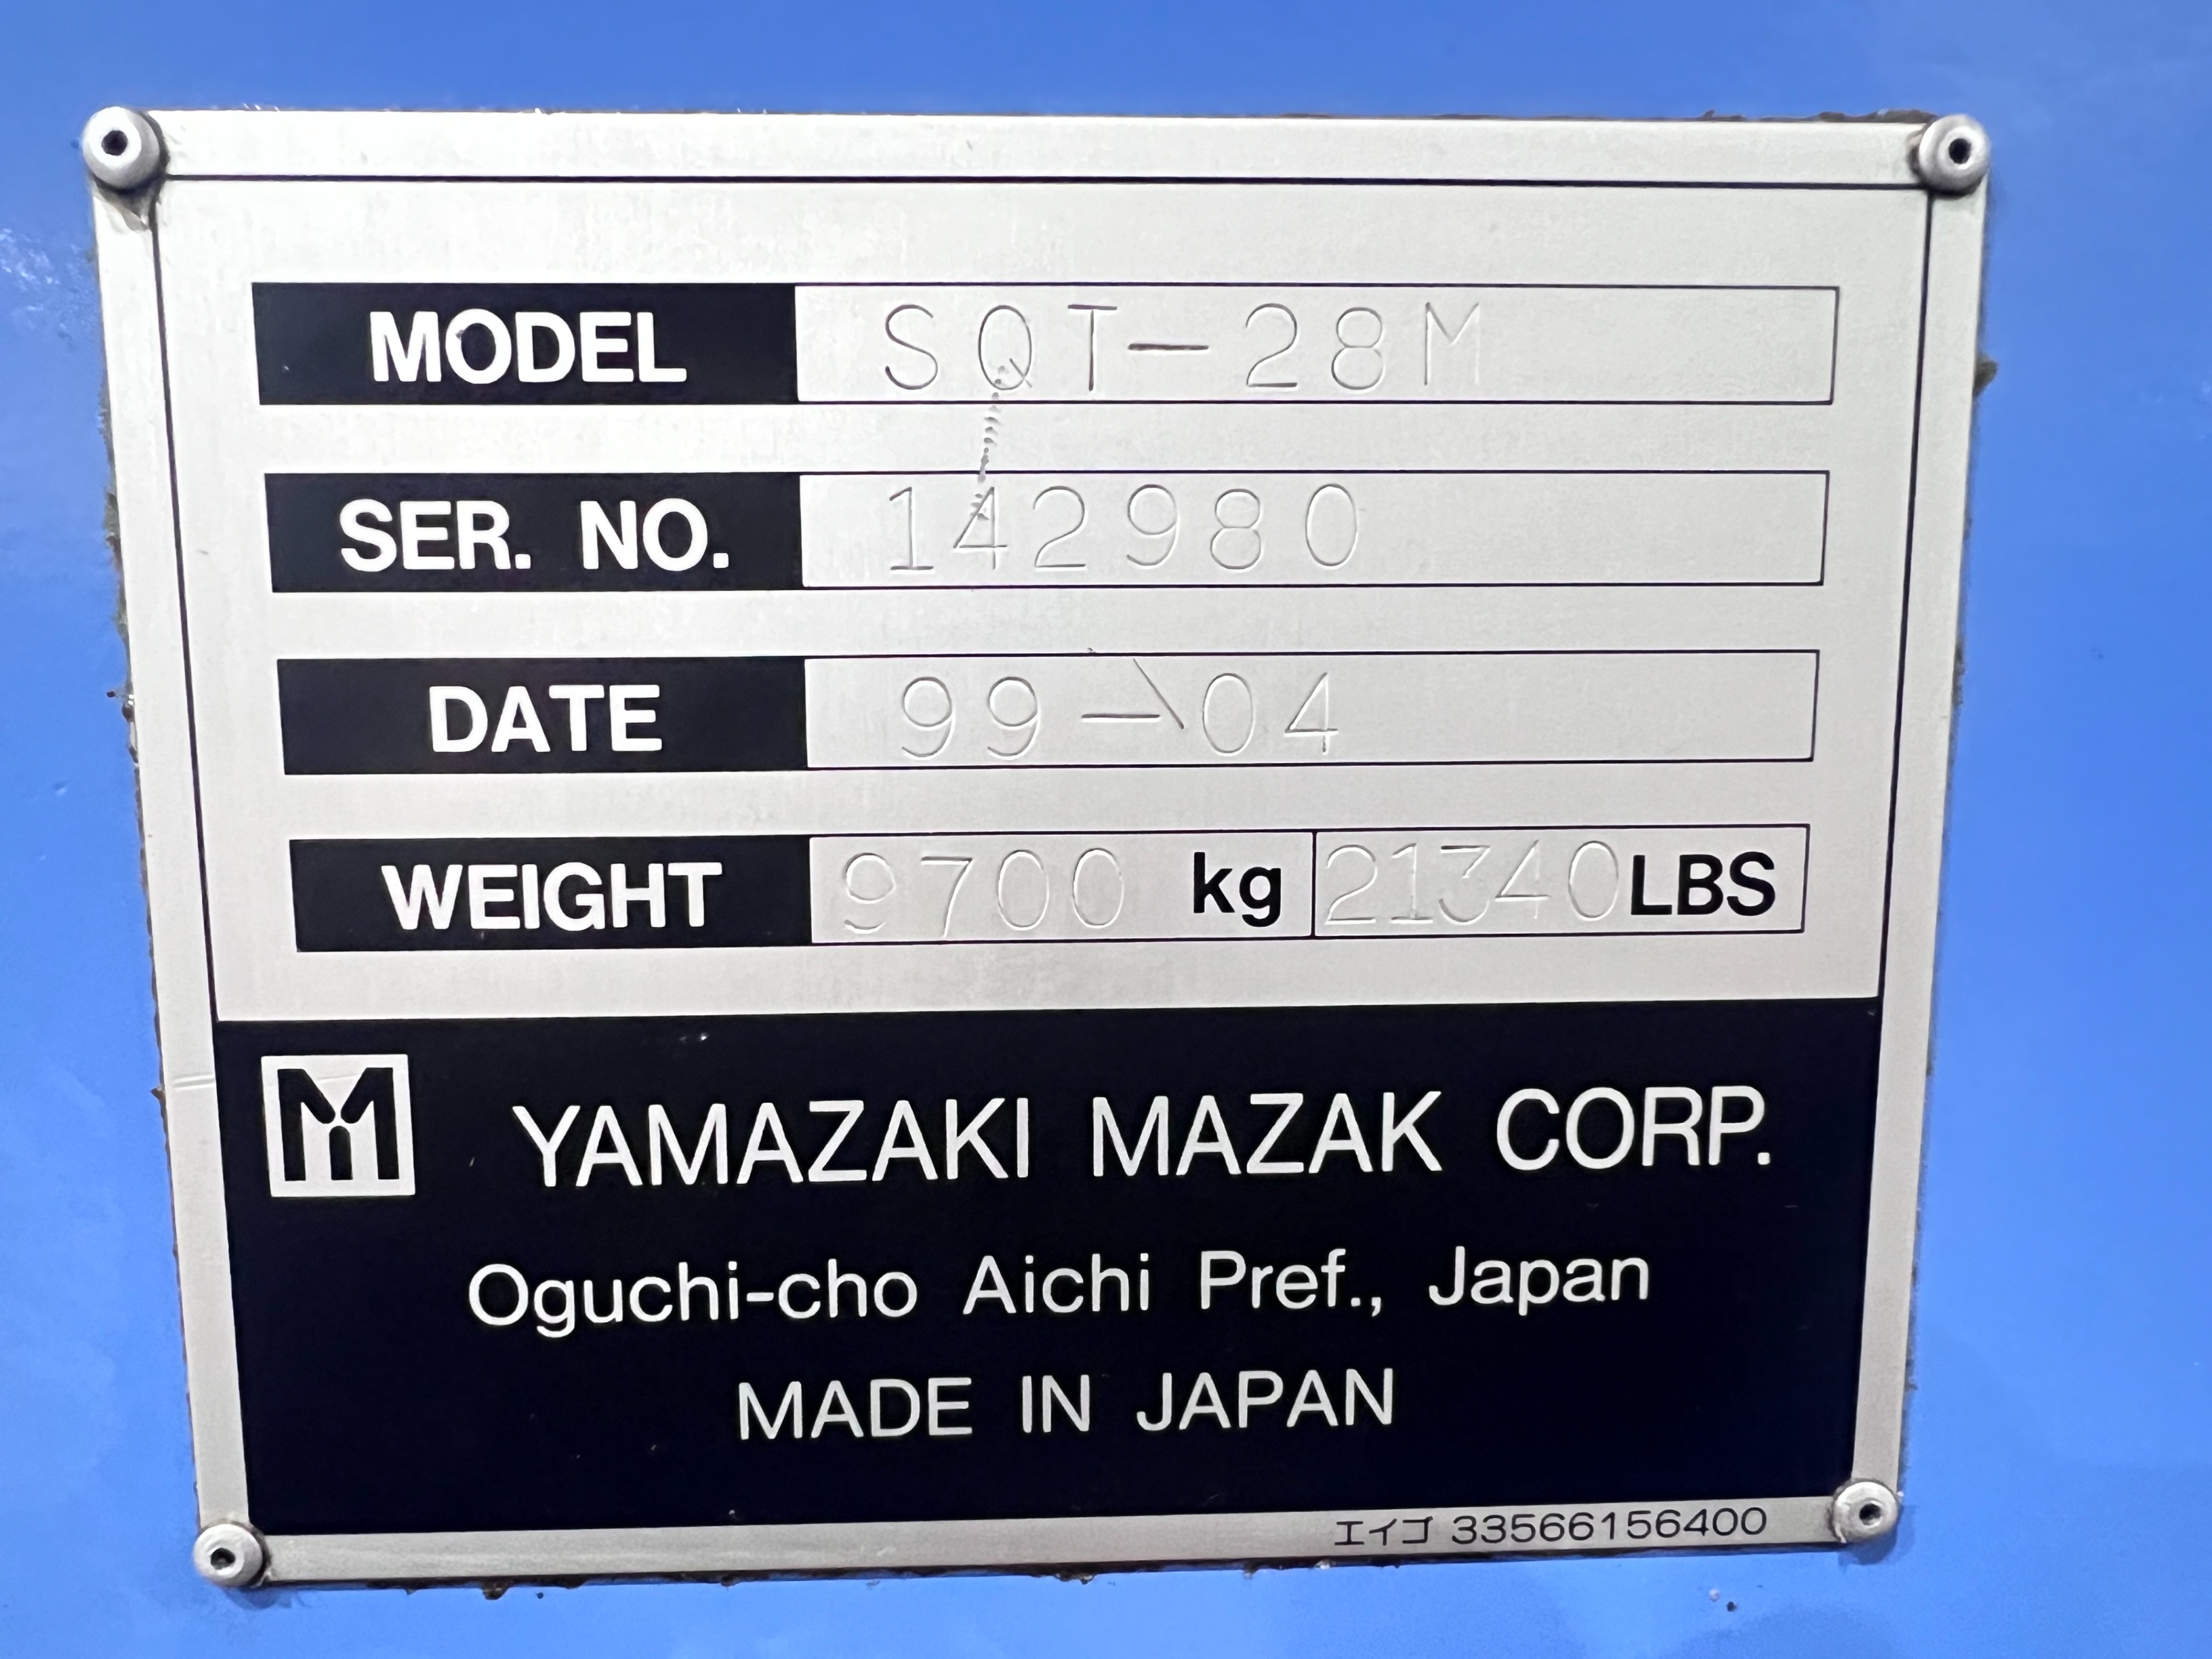 MODEL SQT-28M
SER. NO. 142980
DATE 99-04
WEIGHT 9700 kg 21340 LBS
YAMAZAKI MAZAK CORP.
Oguchi-cho Aichi Pref., Japan
MADE IN JAPAN
エイゴ 33566156400